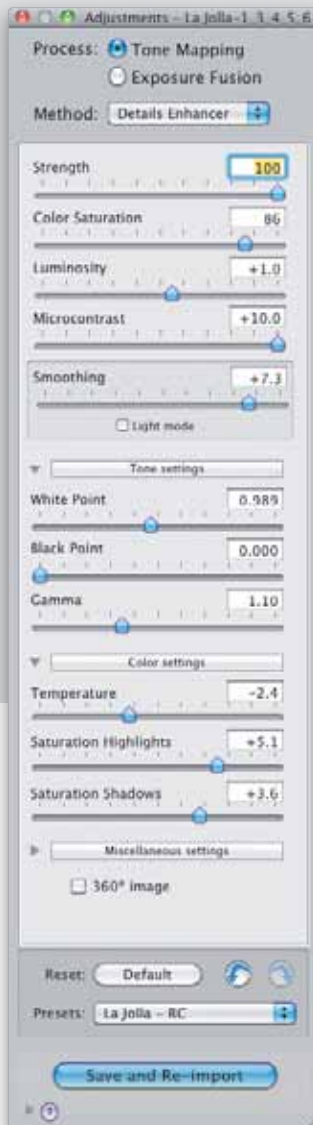 Adjustments - La Jolla-1_3_4_5_6
Process: Tone Mapping
Exposure Fusion
Method: Details Enhancer
Strength 100
Color Saturation 86
Luminosity +1.0
Microcontrast +10.0
Smoothing +7.3
Light mode
Tone settings
White Point 0.989
Black Point 0.000
Gamma 1.10
Color settings
Temperature -2.4
Saturation Highlights +5.1
Saturation Shadows +3.6
Miscellaneous settings
360° image
Reset: Default
Presets: La Jolla - RC
Save and Re-import
?